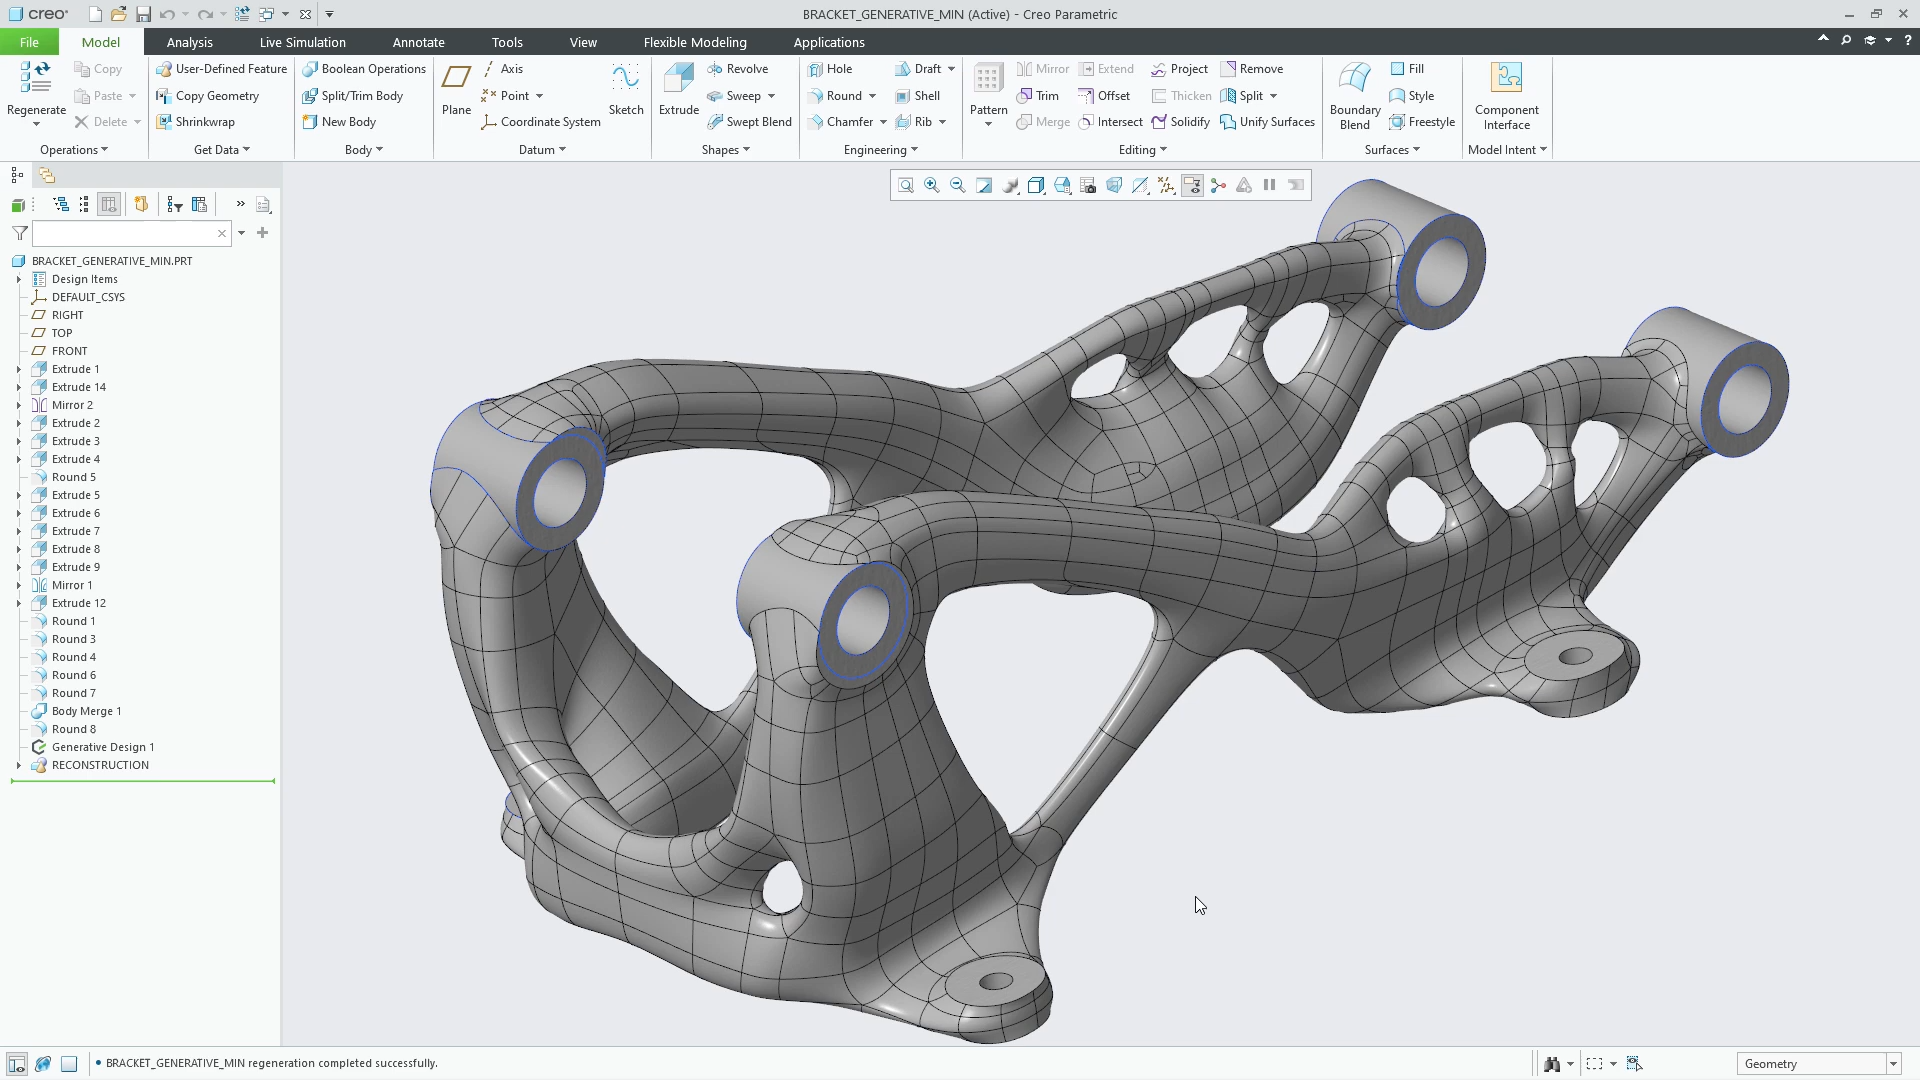 creo
BRACKET_GENERATIVE_MIN (Active) - Creo Parametric
File
Model
Analysis
Live Simulation
Annotate
Tools
View
Flexible Modeling
Applications
Regenerate
Copy
Paste
Delete
Operations
User-Defined Feature
Copy Geometry
Shrinkwrap
Get Data
Boolean Operations
Split/Trim Body
New Body
Body
Plane
Axis
Point
Coordinate System
Sketch
Datum
Extrude
Revolve
Sweep
Swept Blend
Shapes
Hole
Round
Chamfer
Draft
Shell
Rib
Engineering
Pattern
Mirror
Trim
Merge
Extend
Offset
Intersect
Project
Thicken
Solidify
Remove
Split
Unify Surfaces
Editing
Boundary
Blend
Fill
Style
Freestyle
Surfaces
Component
Interface
Model Intent
BRACKET_GENERATIVE_MIN.PRT
Design Items
DEFAULT_CSYS
RIGHT
TOP
FRONT
Extrude 1
Extrude 14
Mirror 2
Extrude 2
Extrude 3
Extrude 4
Round 5
Extrude 5
Extrude 6
Extrude 7
Extrude 8
Extrude 9
Mirror 1
Extrude 12
Round 1
Round 3
Round 4
Round 6
Round 7
Body Merge 1
Round 8
Generative Design 1
RECONSTRUCTION
BRACKET_GENERATIVE_MIN regeneration completed successfully.
Geometry